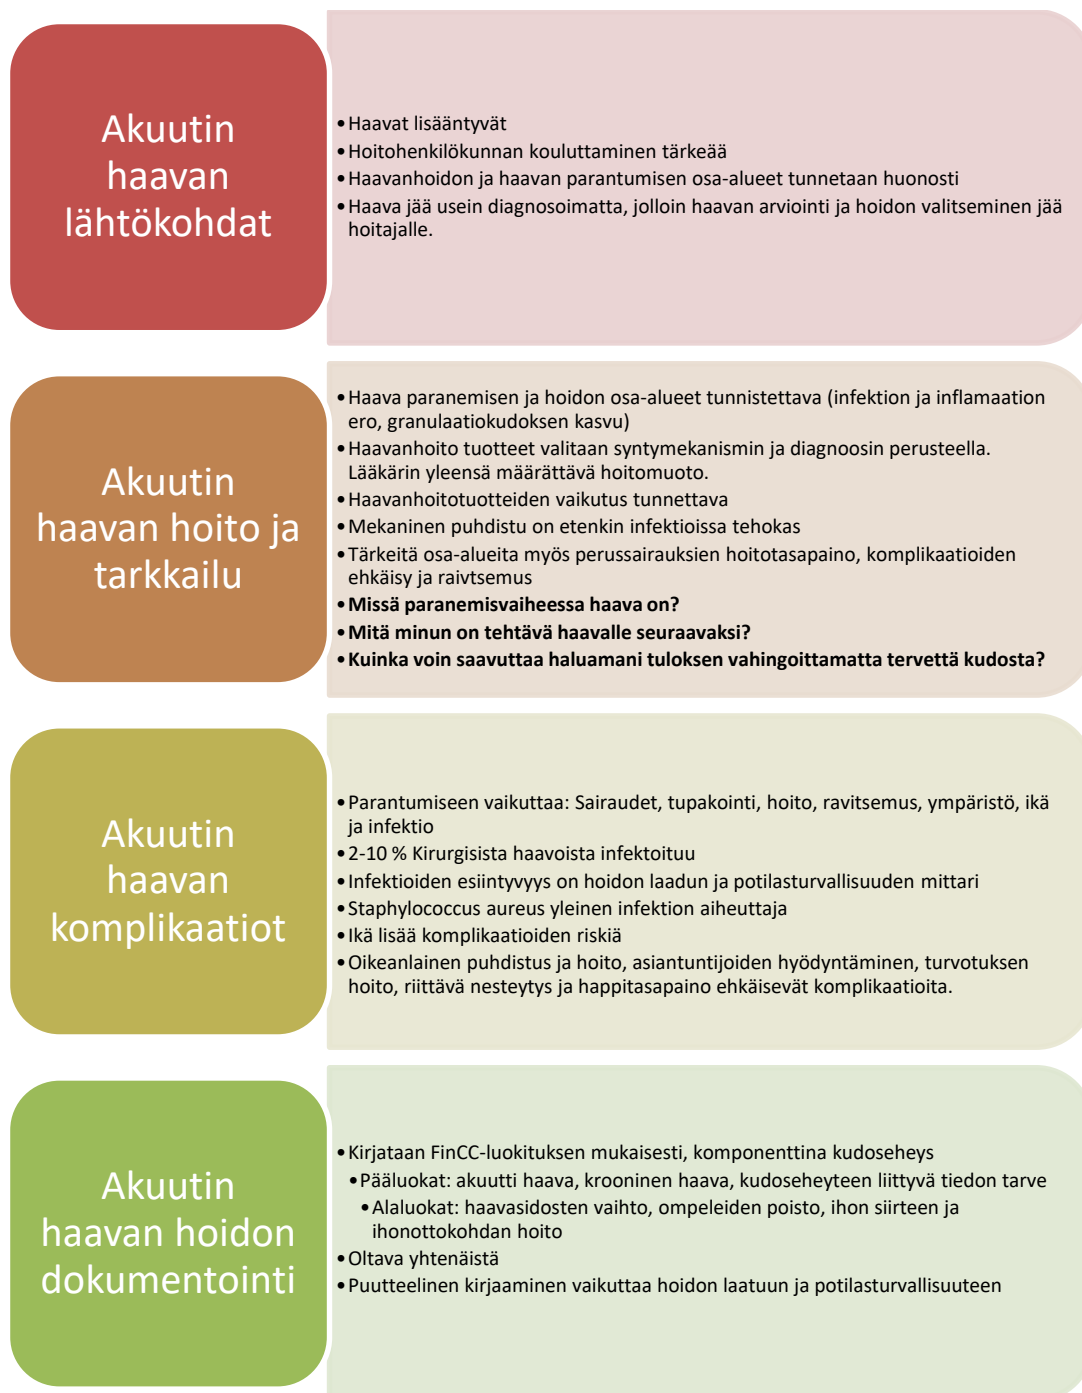 Akuutin
haavan
lähtökohdat
•Haavat lisääntyvät
•Hoitohenkilökunnan kouluttaminen tärkeää
•Haavanhoidon ja haavan parantumisen osa-alueet tunnetaan huonosti
•Haava jää usein diagnosoimatta, jolloin haavan arviointi ja hoidon valitseminen jää
hoitajalle.
Akuutin
haavan hoito ja
tarkkailu
•Haava paranemisen ja hoidon osa-alueet tunnistettava (infektion ja inflamaation
ero, granulaatiokudoksen kasvu)
•Haavanhoito tuotteet valitaan syntymekanismin ja diagnoosin perusteella.
Lääkärin yleensä määrättävä hoitomuoto.
•Haavanhoitotuotteiden vaikutus tunnettava
•Mekaninen puhdistu on etenkin infektioissa tehokas
•Tärkeitä osa-alueita myös perussairauksien hoitotasapaino, komplikaatioiden
ehkäisy ja raivtsemus
•Missä paranemisvaiheessa haava on?
•Mitä minun on tehtävä haavalle seuraavaksi?
•Kuinka voin saavuttaa haluamani tuloksen vahingoittamatta tervettä kudosta?
Akuutin
haavan
komplikaatiot
•Parantumiseen vaikuttaa: Sairaudet, tupakointi, hoito, ravitsemus, ympäristö, ikä
ja infektio
•2-10 % Kirurgisista haavoista infektoituu
•Infektioiden esiintyvyys on hoidon laadun ja potilasturvallisuuden mittari
•Staphylococcus aureus yleinen infektion aiheuttaja
•Ikä lisää komplikaatioiden riskiä
•Oikeanlainen puhdistus ja hoito, asiantuntijoiden hyödyntäminen, turvotuksen
hoito, riittävä nesteytys ja happitasapaino ehkäisevät komplikaatioita.
Akuutin
haavan hoidon
dokumentointi
•Kirjataan FinCC-luokituksen mukaisesti, komponenttina kudoseheys
•Pääluokat: akuutti haava, krooninen haava, kudoseheyteen liittyvä tiedon tarve
•Alaluokat: haavasidosten vaihto, ompeleiden poisto, ihon siirteen ja
ihonottokohdan hoito
•Oltava yhtenäistä
•Puutteelinen kirjaaminen vaikuttaa hoidon laatuun ja potilasturvallisuuteen